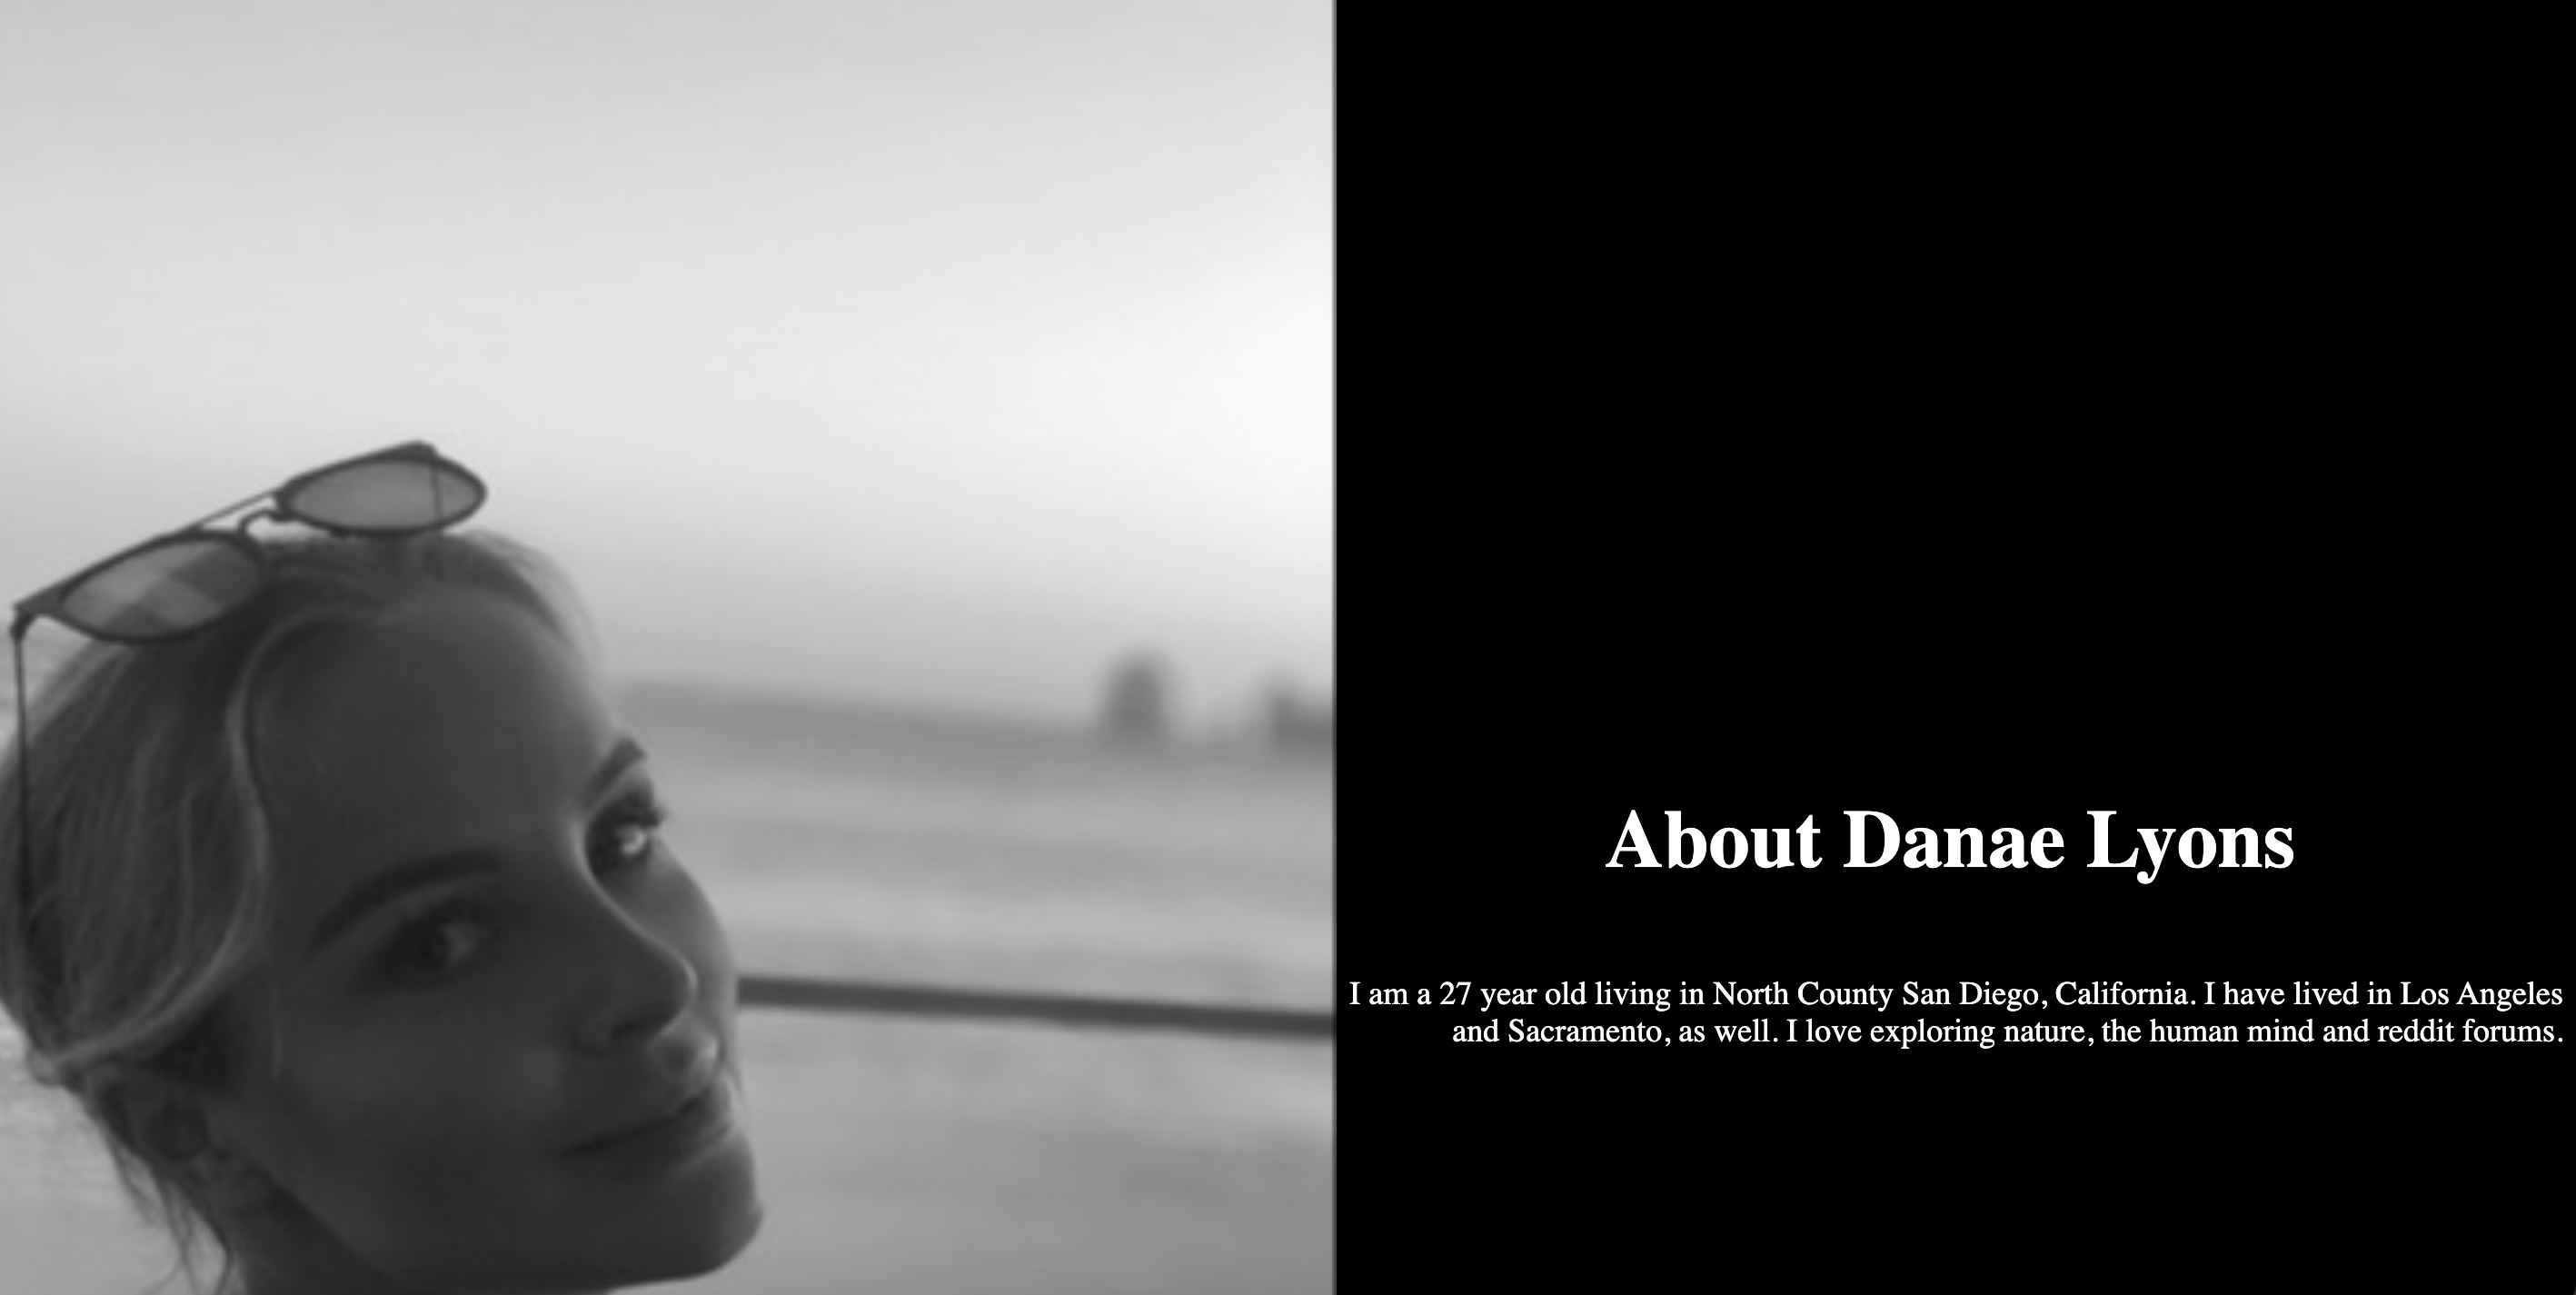 About Danae Lyons
I am a 27 year old living in North County San Diego, California. I have lived in Los Angeles
and Sacramento, as well. I love exploring nature, the human mind and reddit forums.